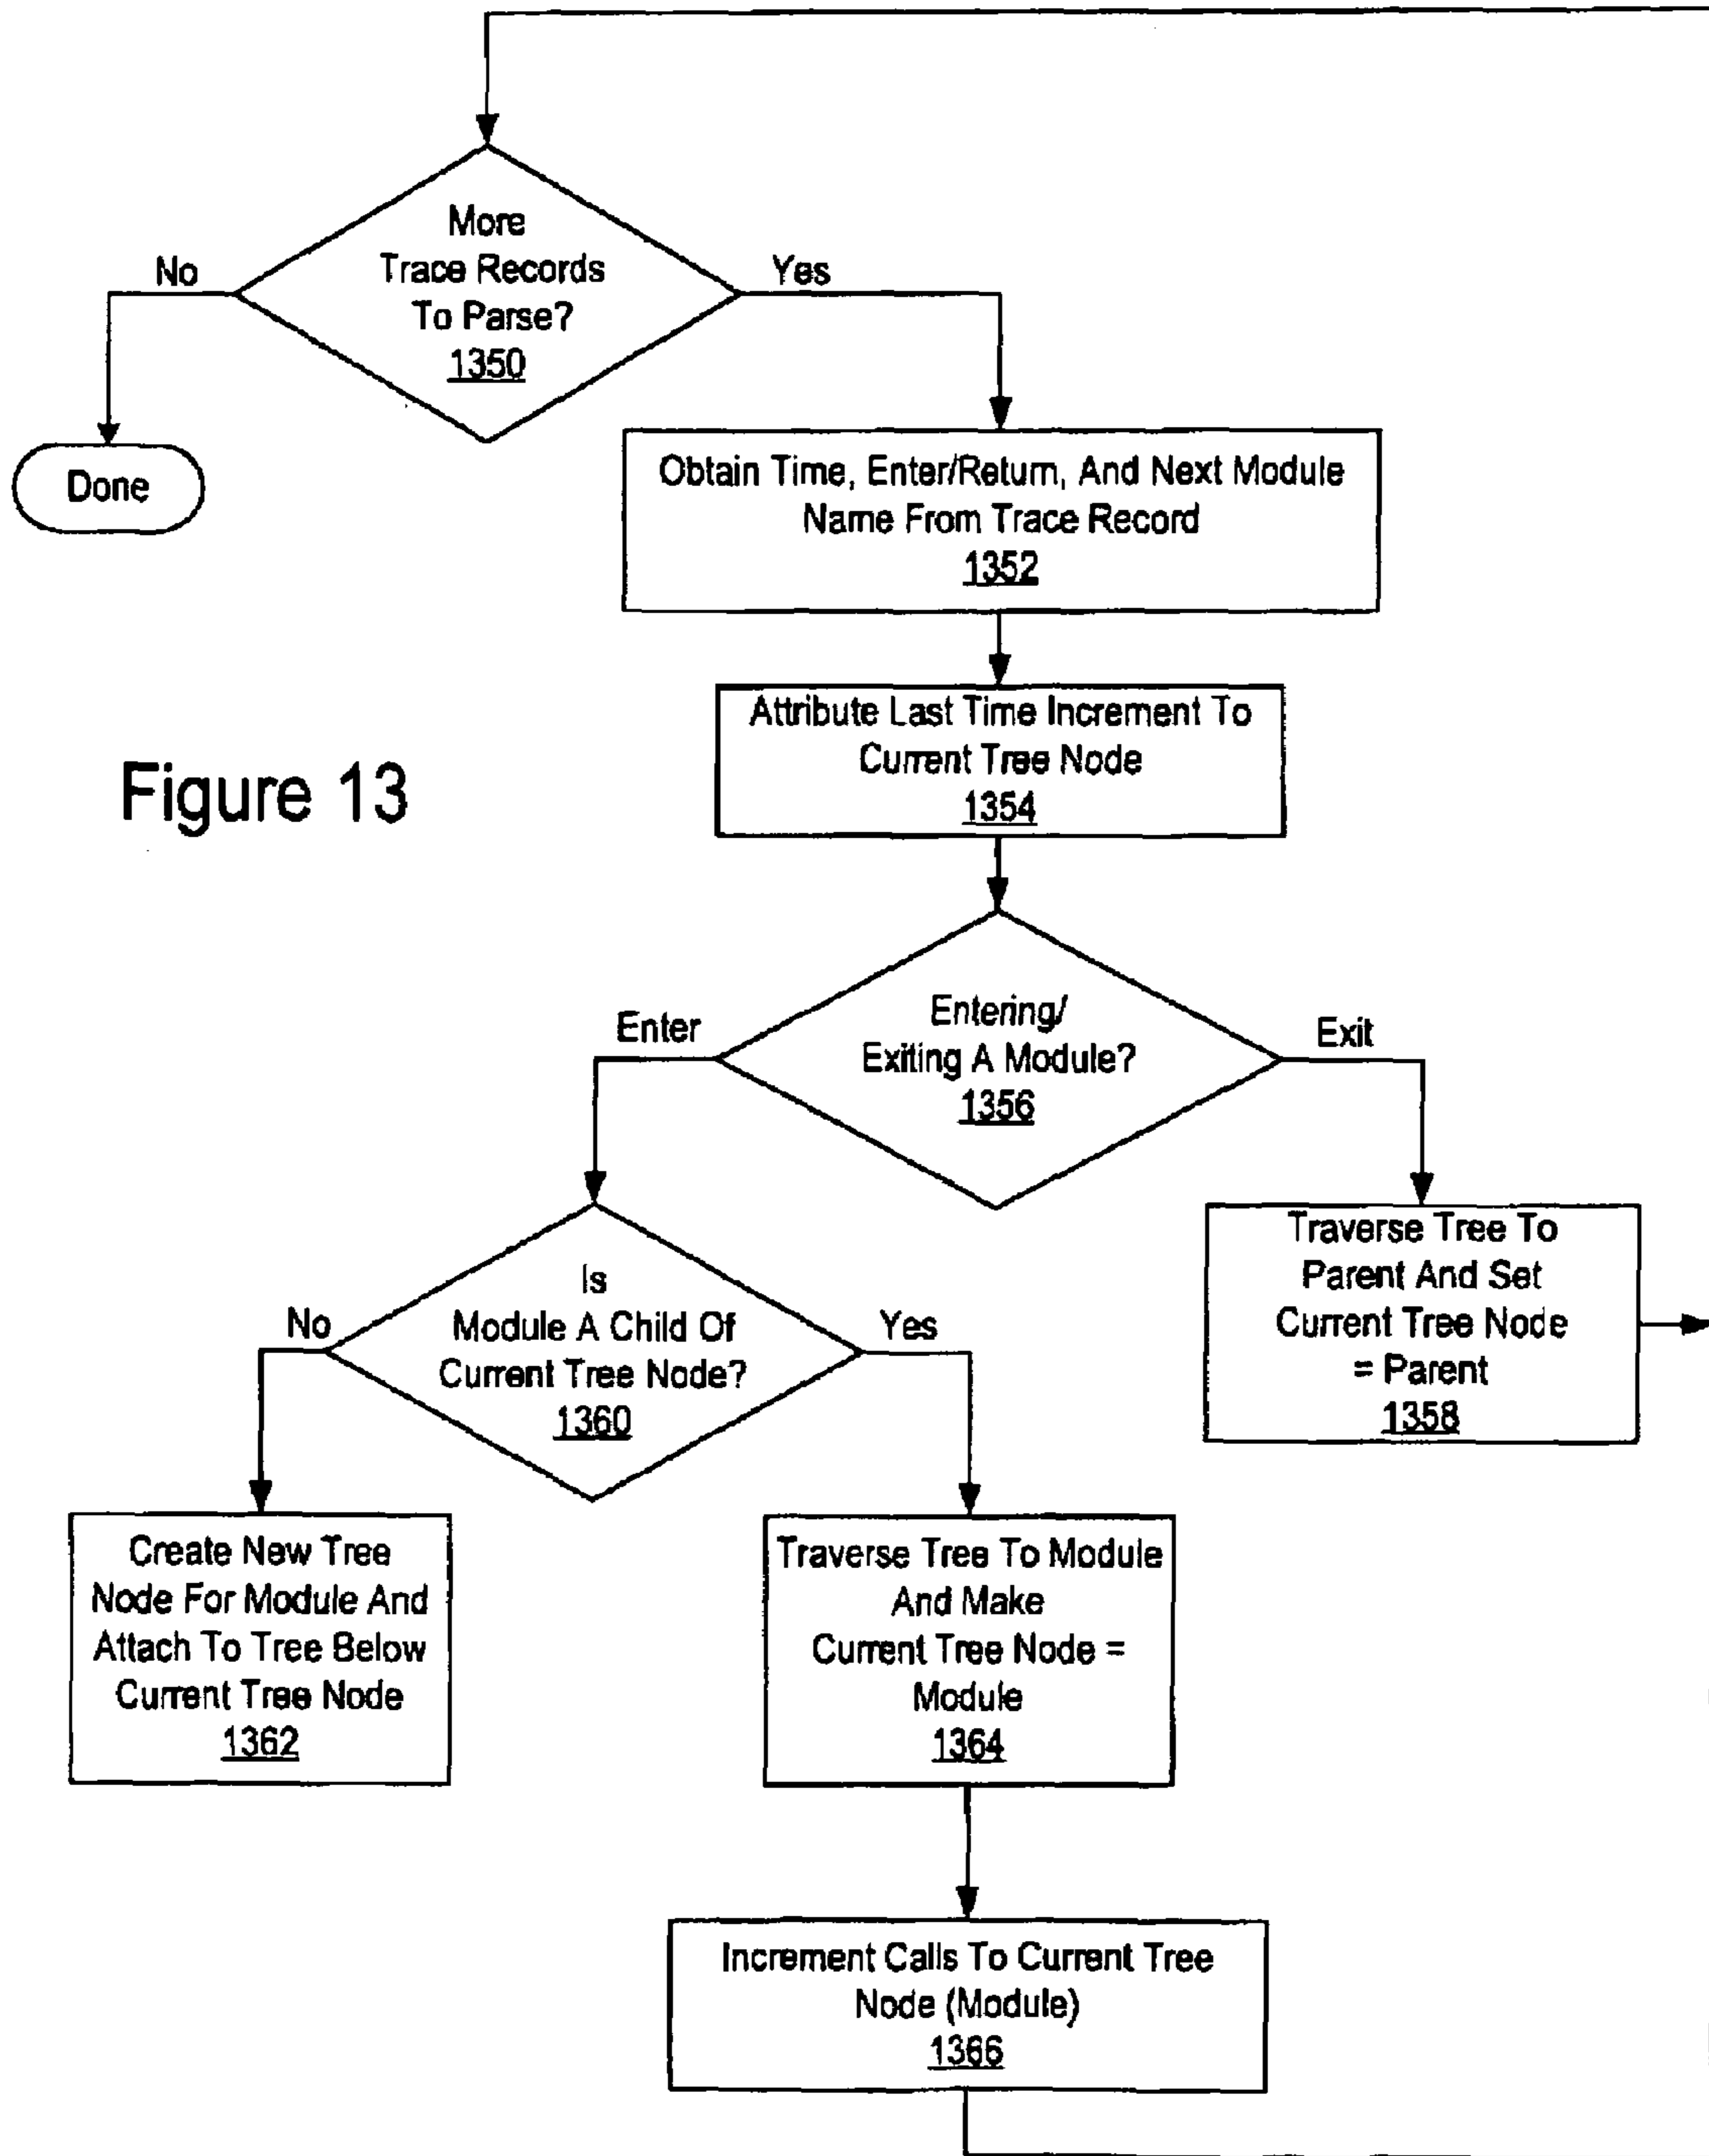 More
Trace Records
To Parse?
1350
No
Yes
Done
Obtain Time, Enter/Return, And Next Module
Name From Trace Record
1352
Attribute Last Time Increment To
Current Tree Node
1354
Figure 13
Entering/
Exiting A Module?
1356
Enter
Exit
Traverse Tree To
Parent And Set
Current Tree Node
= Parent
1358
Is
Module A Child Of
Current Tree Node?
1360
No
Yes
Create New Tree
Node For Module And
Attach To Tree Below
Current Tree Node
1362
Traverse Tree To Module
And Make
Current Tree Node =
Module
1364
Increment Calls To Current Tree
Node (Module)
1366